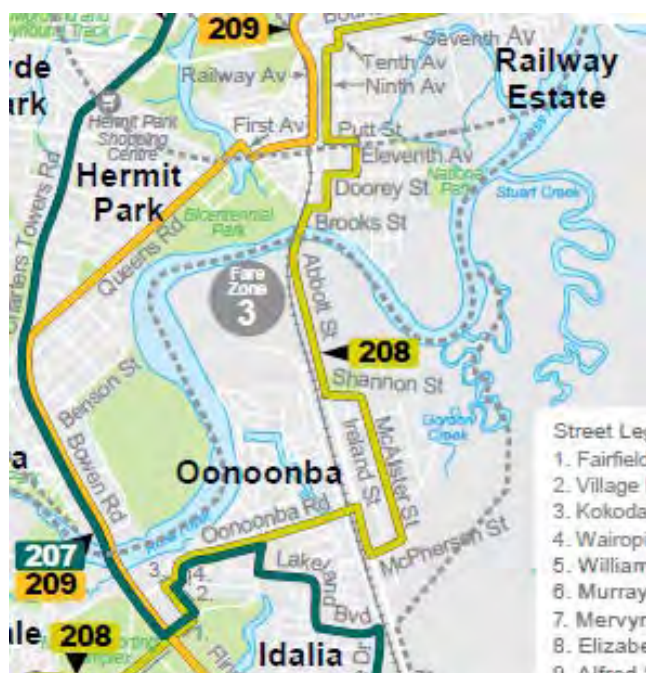 209
Seventh AV
Tenth Av
Railway
Estate
Railway Av
Ninth Av
yde
ark
Hermit Park
Shopping
Centre
First Av
Putt St
Eleventh Av
Hermit
Park
National
Park
Doorey St
Stuart Creek
Bicentennial
Park
Brooks St
Charters Towers Rd
Queens Rd
Fare
Zone
3
Abbott St
208
Shannon St
Benson St
Gordon
Creek
McAlister St
Ireland St
Bowen Rd
Oonoonba
Oonoonba Rd
McPherson St
207
209
Lakeland
Bvd
3.
4.
2.
1.
208
Idalia
Street Leg
1. Fairfield
2. Village
3. Kokoda
4. Wairopi
5. William
6. Murray
7. Mervyn
8. Elizabe